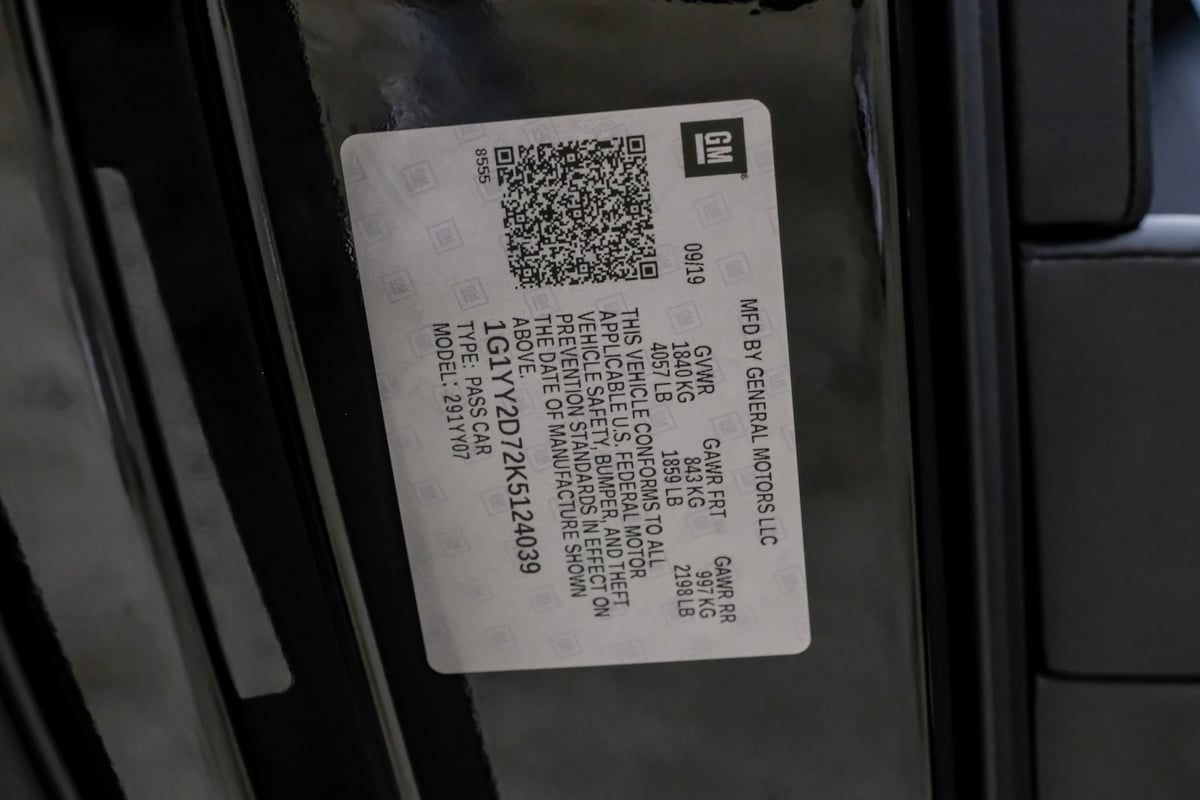 GM
MFD BY GENERAL MOTORS LLC
09/19
GVWR GAWR FRT GAWR RR
1840 KG 843 KG 997 KG
4057 LB 1859 LB 2198 LB
THIS VEHICLE CONFORMS TO ALL
APPLICABLE U.S. FEDERAL MOTOR
VEHICLE SAFETY, BUMPER, AND THEFT
PREVENTION STANDARDS IN EFFECT ON
THE DATE OF MANUFACTURE SHOWN
ABOVE.
1G1YY2D72K5124039
TYPE: PASS CAR
MODEL: 291YY07
8555